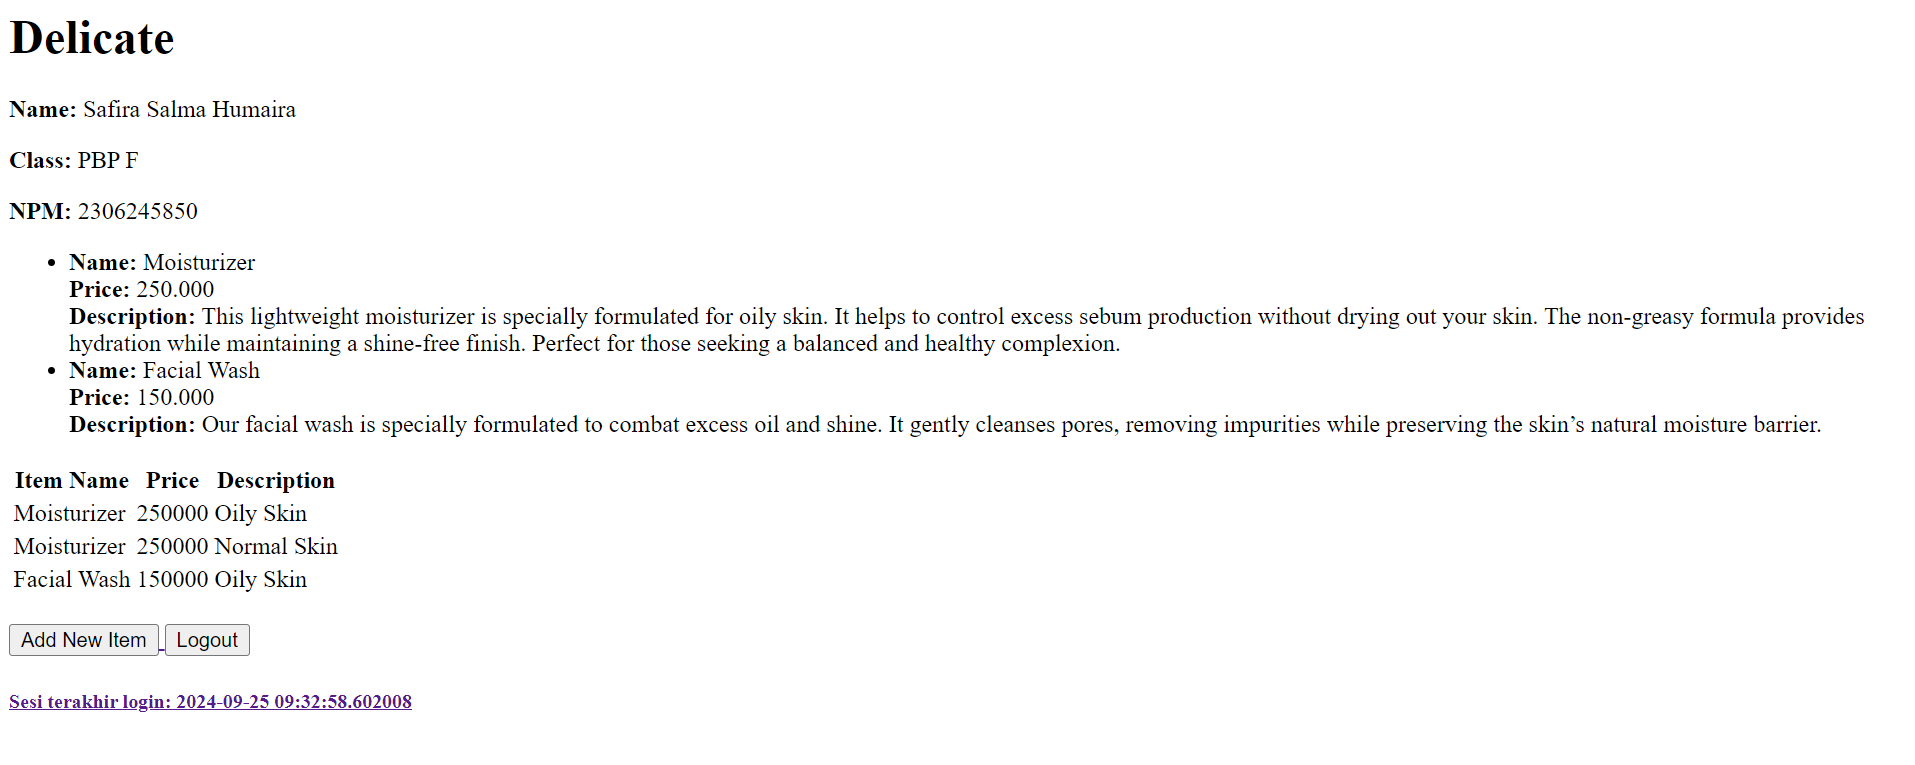 Delicate
Name: Safira Salma Humaira
Class: PBP F
NPM: 2306245850
Name: Moisturizer
Price: 250.000
Description: This lightweight moisturizer is specially formulated for oily skin. It helps to control excess sebum production without drying out your skin. The non-greasy formula provides
hydration while maintaining a shine-free finish. Perfect for those seeking a balanced and healthy complexion.
Name: Facial Wash
Price: 150.000
Description: Our facial wash is specially formulated to combat excess oil and shine. It gently cleanses pores, removing impurities while preserving the skin’s natural moisture barrier.
Item Name Price Description
Moisturizer 250000 Oily Skin
Moisturizer 250000 Normal Skin
Facial Wash 150000 Oily Skin
Add New Item Logout
Sesi terakhir login: 2024-09-25 09:32:58.602008